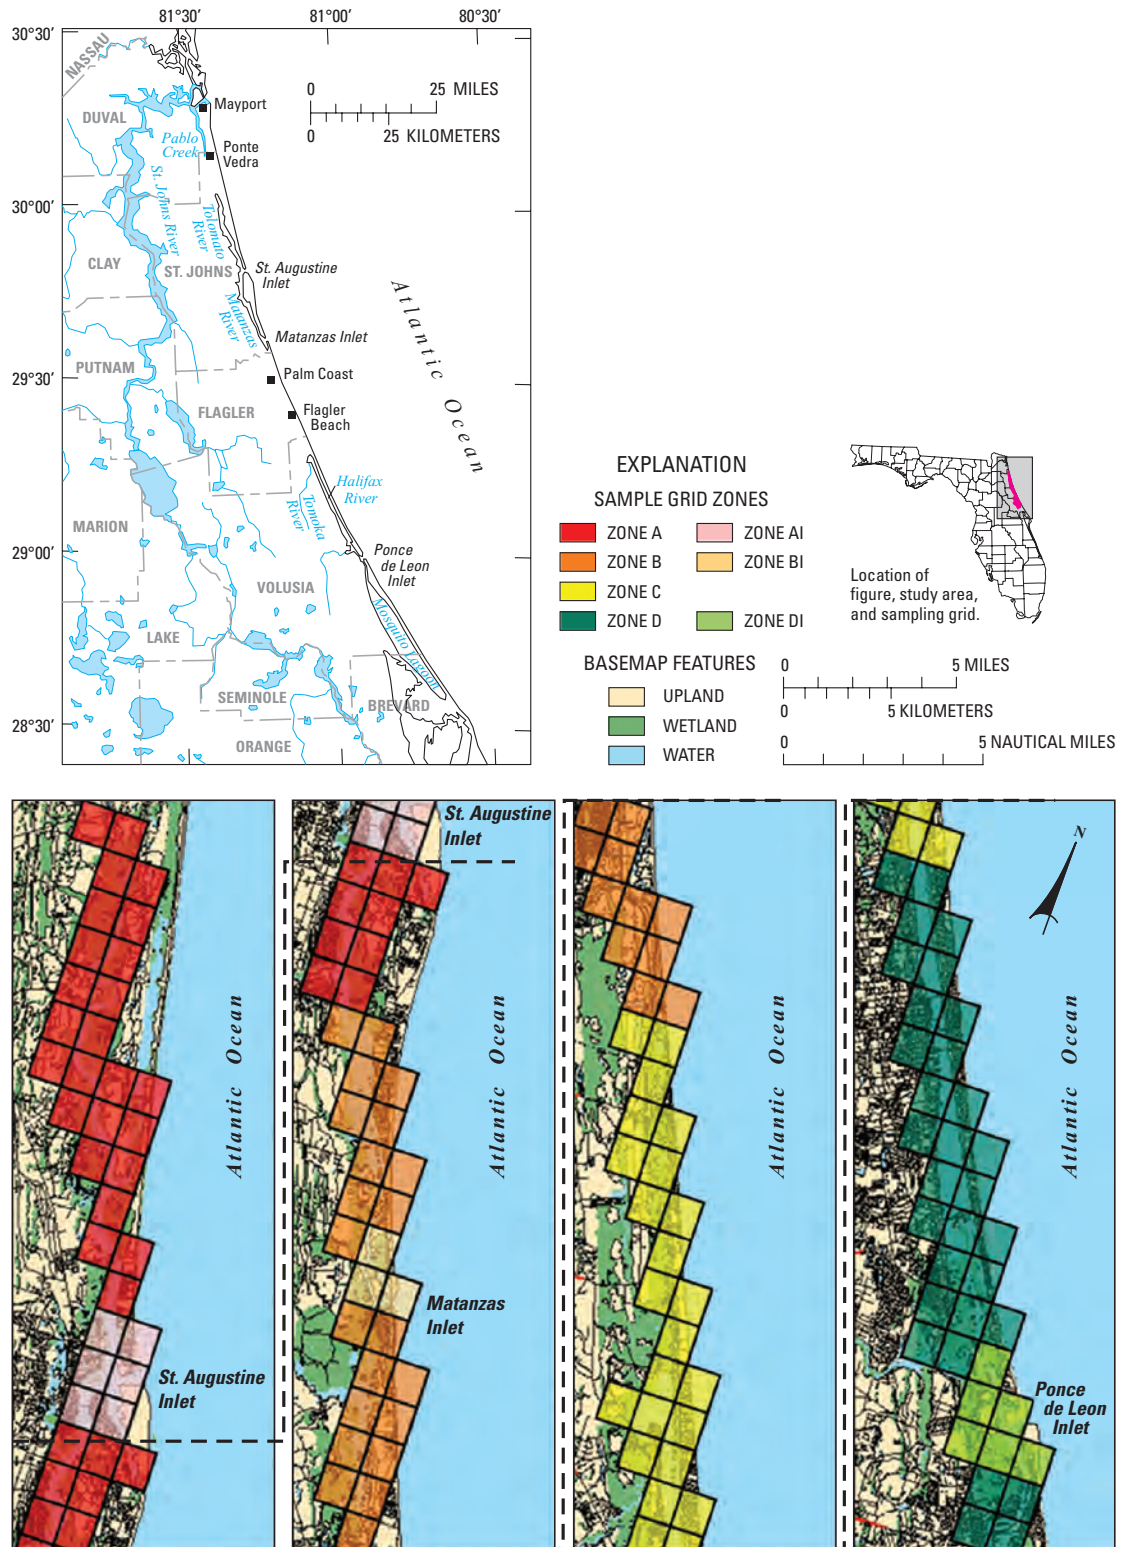 81°30′ 81°00′ 80°30′
30°30′
NASSAU
0 25 MILES
Mayport
DUVAL
0 25 KILOMETERS
Pablo
Creek
Ponte
Vedra
St. Johns River
30°00′
Tolomato
River
CLAY
ST. JOHNS
St. Augustine
Inlet
Atlantic Ocean
Matanzas
River
Matanzas Inlet
PUTNAM
Palm Coast
29°30′
FLAGLER
Flagler
Beach
Halifax
River
Tomoka
River
MARION
29°00′
Ponce
de Leon
Inlet
VOLUSIA
Mosquito Lagoon
LAKE
SEMINOLE
BREVARD
28°30′
ORANGE
EXPLANATION
SAMPLE GRID ZONES
ZONE A ZONE AI
ZONE B ZONE BI
ZONE C
ZONE D ZONE DI
BASEMAP FEATURES
UPLAND
WETLAND
WATER
Location of
figure, study area,
and sampling grid.
0 5 MILES
0 5 KILOMETERS
0 5 NAUTICAL MILES
Atlantic Ocean
St. Augustine
Inlet
St. Augustine
Inlet
Atlantic Ocean
Matanzas
Inlet
Atlantic Ocean
N
Atlantic Ocean
Ponce
de Leon
Inlet